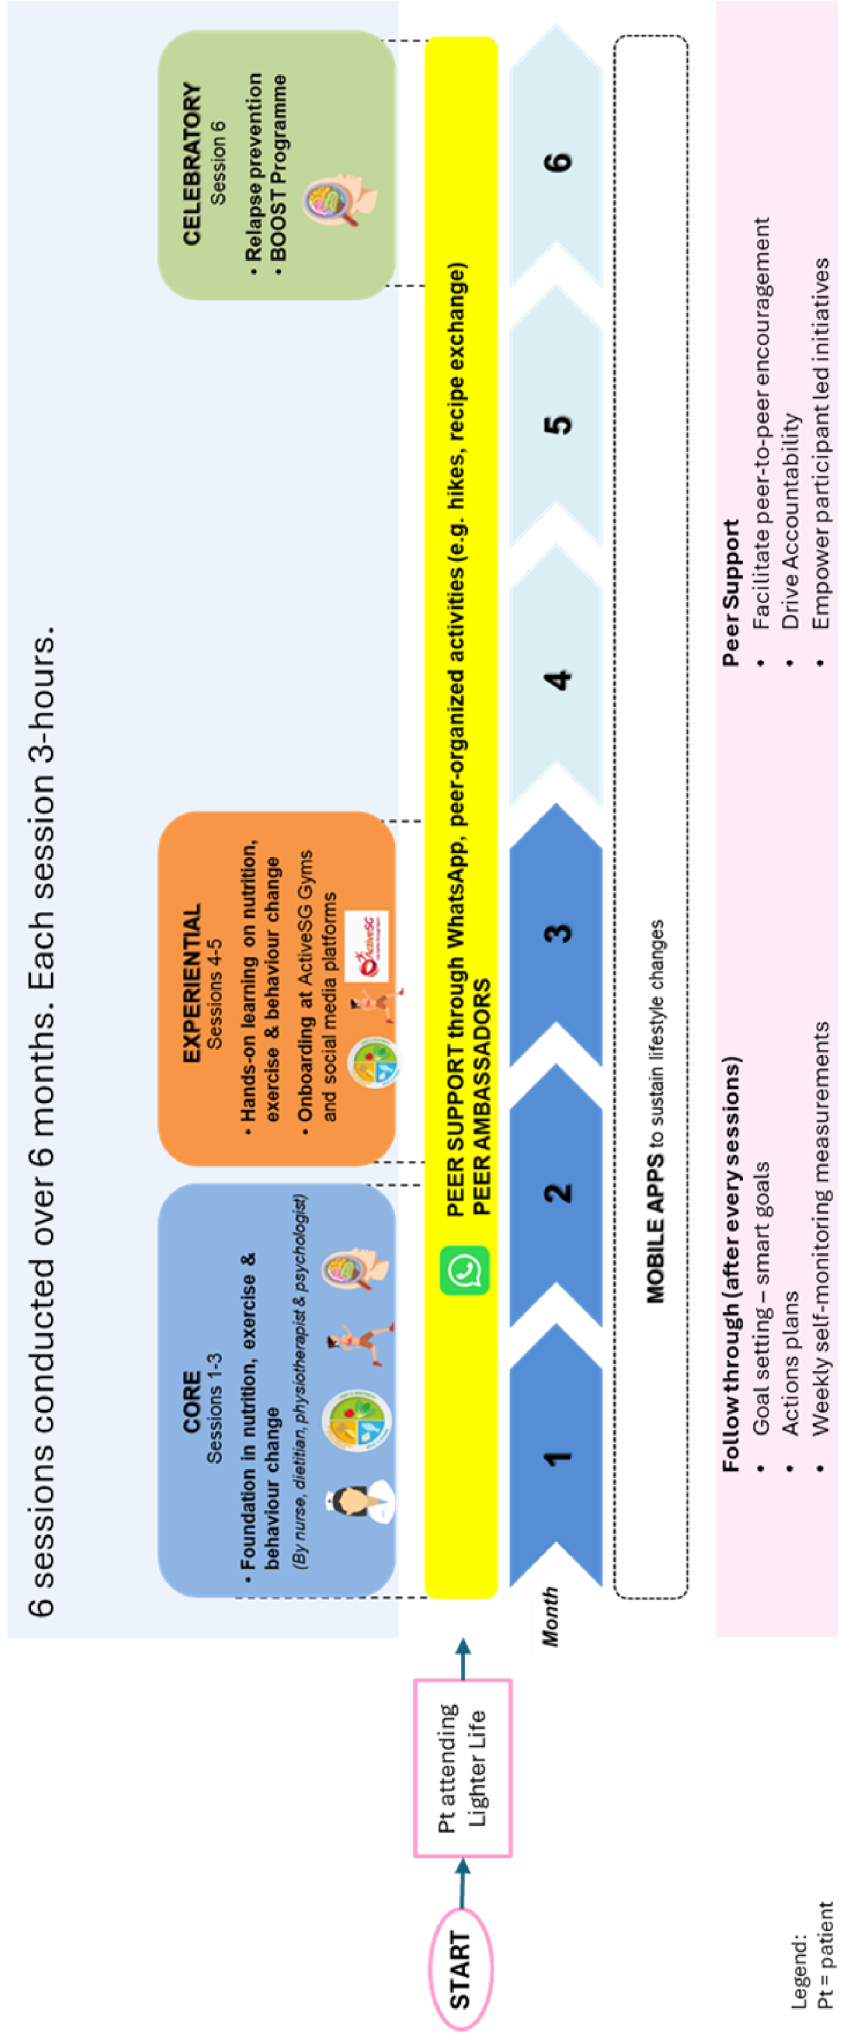 6 sessions conducted over 6 months. Each session 3-hours.
CORE
Sessions 1-3
• Foundation in nutrition, exercise &
behaviour change
(By nurse, dietitian, physiotherapist & psychologist)
EXPERIENTIAL
Sessions 4-5
• Hands-on learning on nutrition,
exercise & behaviour change
• Onboarding at ActiveSG Gyms
and social media platforms
ActiveSG
CELEBRATORY
Session 6
• Relapse prevention
• BOOST Programme
START
Pt attending
Lighter Life
PEER SUPPORT through WhatsApp, peer-organized activities (e.g. hikes, recipe exchange)
PEER AMBASSADORS
Month
1
2
3
4
5
6
MOBILE APPS to sustain lifestyle changes
Follow through (after every sessions)
• Goal setting – smart goals
• Actions plans
• Weekly self-monitoring measurements
Peer Support
• Facilitate peer-to-peer encouragement
• Drive Accountability
• Empower participant led initiatives
Legend:
Pt = patient